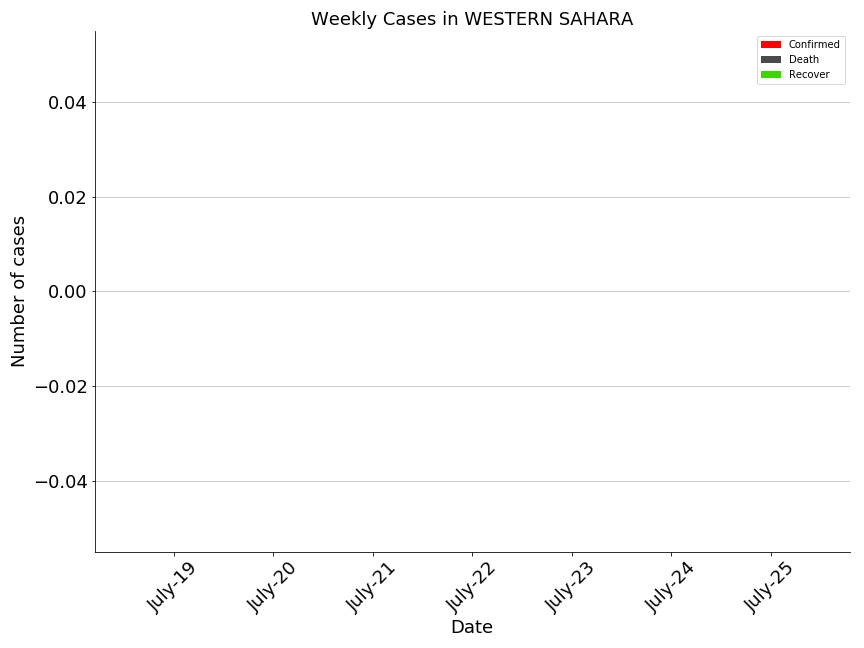 Weekly Cases in WESTERN SAHARA
Confirmed
Death
Recover
Number of cases
0.04
0.02
0.00
−0.02
−0.04
July-19
July-20
July-21
July-22
July-23
July-24
July-25
Date